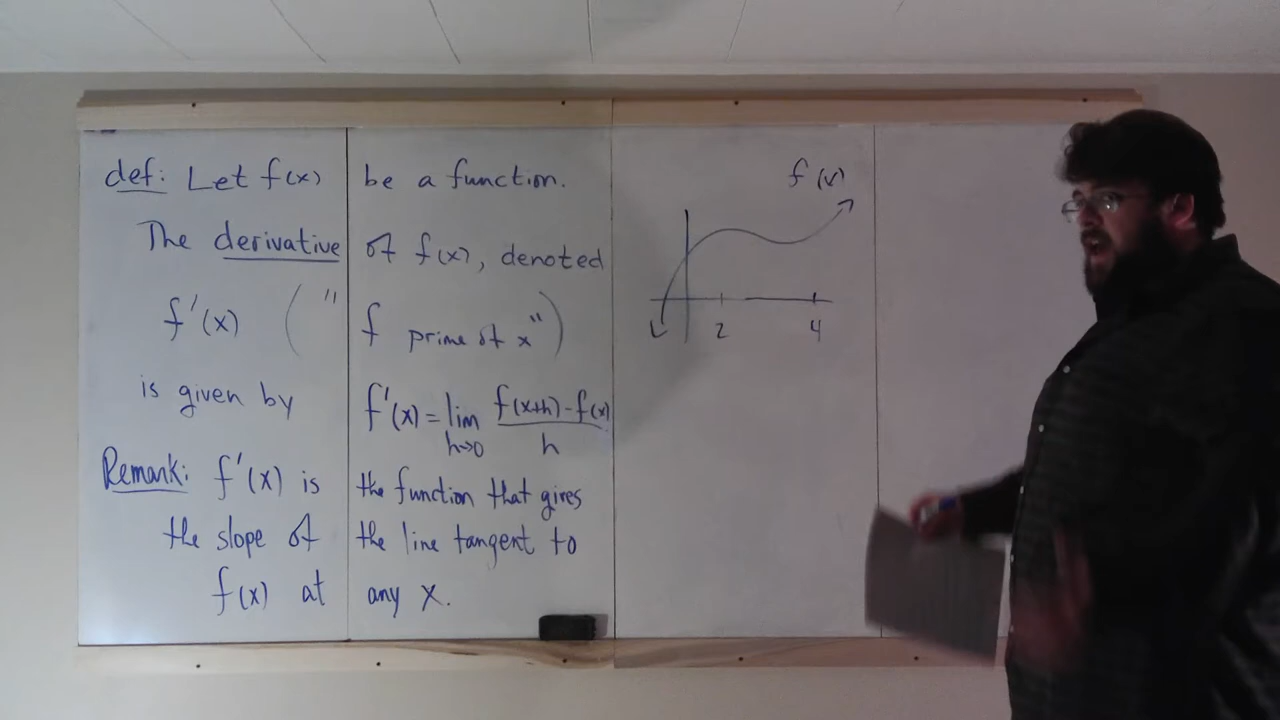 def: Let f(x) be a function.
The derivative of f(x), denoted
f'(x) ("f prime of x")
is given by f'(x) = lim h→0 f(x+h)-f(x) / h
Remark: f'(x) is the function that gives
the slope of the line tangent to
f(x) at any x.
f(x)
2 4